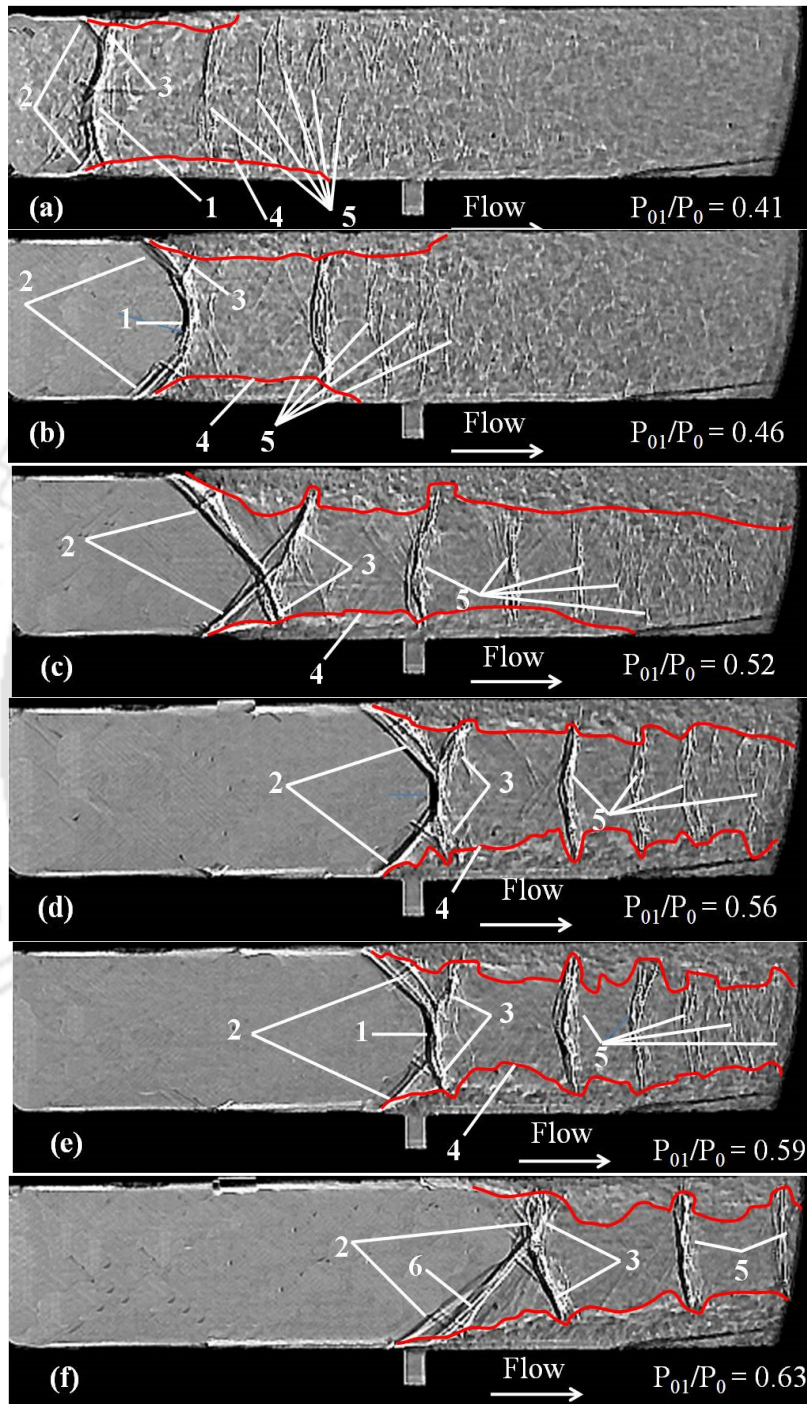 2
3
1
4
5
(a)
Flow
P₀₁/P₀ = 0.41
2
3
1
4
5
(b)
Flow
P₀₁/P₀ = 0.46
2
3
5
4
(c)
Flow
P₀₁/P₀ = 0.52
2
3
5
4
(d)
Flow
P₀₁/P₀ = 0.56
2
1
3
5
4
(e)
Flow
P₀₁/P₀ = 0.59
2
6
3
5
(f)
Flow
P₀₁/P₀ = 0.63